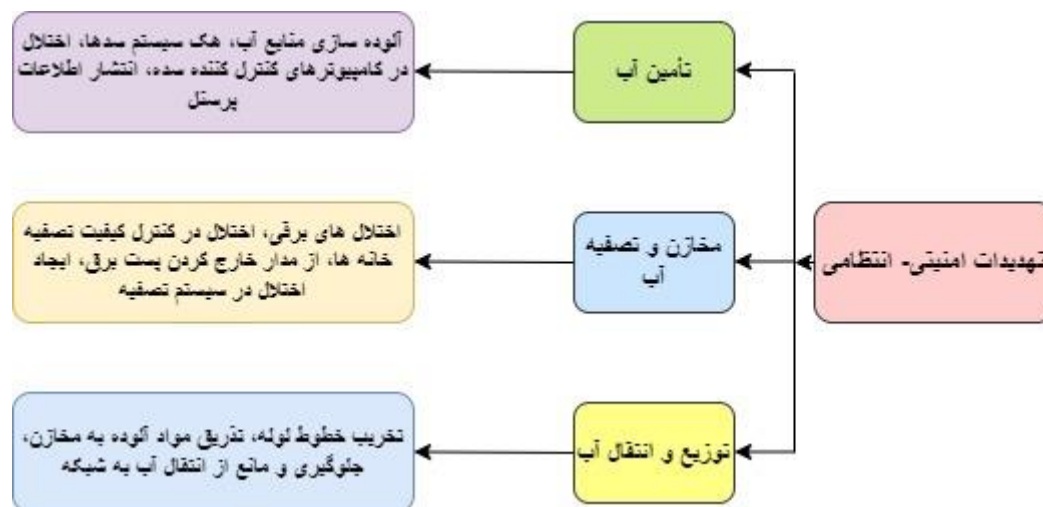 تهدیدات امنیتی- انتظامی
تأمین آب
آلوده سازی منابع آب، هک سیستم سدها، اختلال
در کامپیوترهای کنترل کننده سده، انتشار اطلاعات
پرسنل
مخازن و تصفیه
آب
اختلال های برقی، اختلال در کنترل کیفیت تصفیه
خانه ها، از مدار خارج کردن پست برق، ایجاد
اختلال در سیستم تصفیه
توزیع و انتقال آب
تخریب خطوط لوله، تذریق مواد آلوده به مخازن،
جلوگیری و مانع از انتقال آب به شبکه